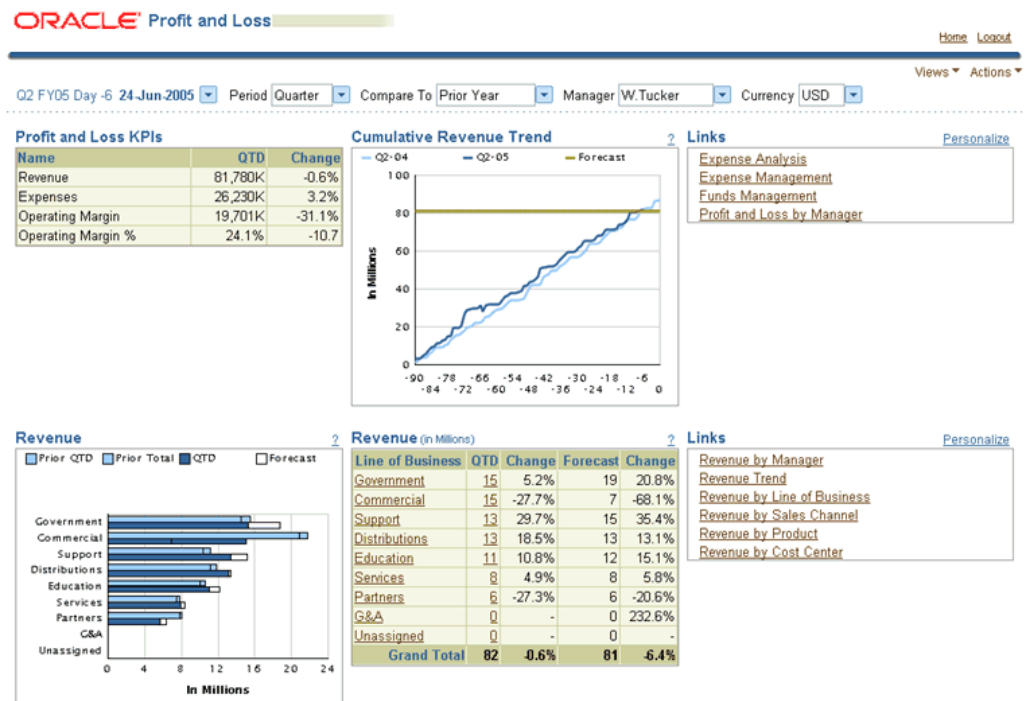 ORACLE Profit and Loss
Home Logout
Views Actions
Q2 FY05 Day -6 24-Jun-2005 Period Quarter Compare To Prior Year Manager W.Tucker Currency USD
Profit and Loss KPIs
Name QTD Change
Revenue 81,780K -0.6%
Expenses 26,230K 3.2%
Operating Margin 19,701K -31.1%
Operating Margin % 24.1% -10.7
Cumulative Revenue Trend ?
Q2-04 Q2-05 Forecast
100
80
60
40
20
0
In Millions
-90 -78 -66 -54 -42 -30 -18 -6
-84 -72 -60 -48 -36 -24 -12 0
Links Personalize
Expense Analysis
Expense Management
Funds Management
Profit and Loss by Manager
Revenue ?
Prior QTD Prior Total QTD Forecast
Government
Commercial
Support
Distributions
Education
Services
Partners
G&A
Unassigned
0 4 8 12 16 20 24
In Millions
Revenue (in Millions) ?
Line of Business QTD Change Forecast Change
Government 15 5.2% 19 20.8%
Commercial 15 -27.7% 7 -68.1%
Support 13 29.7% 15 35.4%
Distributions 13 18.5% 13 13.1%
Education 11 10.8% 12 15.1%
Services 8 4.9% 8 5.8%
Partners 6 -27.3% 6 -20.6%
G&A 0 - 0 232.6%
Unassigned 0 - 0 -
Grand Total 82 -0.6% 81 -6.4%
Links Personalize
Revenue by Manager
Revenue Trend
Revenue by Line of Business
Revenue by Sales Channel
Revenue by Product
Revenue by Cost Center